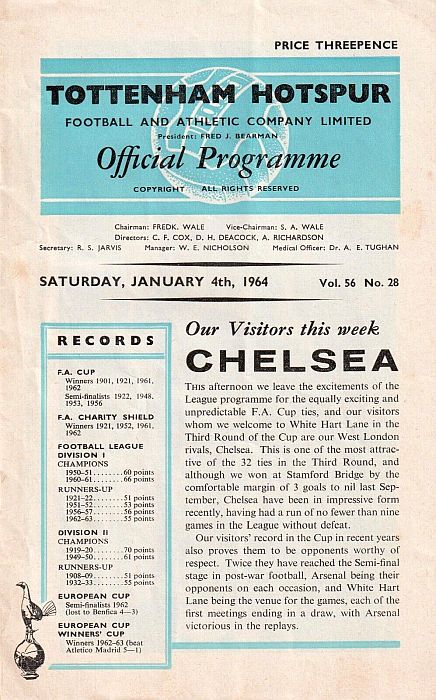 PRICE THREEPENCE
TOTTENHAM HOTSPUR
FOOTBALL AND ATHLETIC COMPANY LIMITED
President: FRED J. BEARMAN
Official Programme
COPYRIGHT ALL RIGHTS RESERVED
Chairman: FREDK. WALE Vice-Chairman: S. A. WALE
Directors: C. F. COX, D. H. DEACOCK, A. RICHARDSON
Secretary: R. S. JARVIS Manager: W. E. NICHOLSON Medical Officer: Dr. A. E. TUGHAN
SATURDAY, JANUARY 4th, 1964 Vol. 56 No. 28
RECORDS
F.A. CUP
Winners 1901, 1921, 1961,
1962
Semi-finalists 1922, 1948,
1953, 1956
F.A. CHARITY SHIELD
Winners 1921, 1952, 1961,
1962
FOOTBALL LEAGUE
DIVISION I
CHAMPIONS
1950-51........60 points
1960-61........66 points
RUNNERS-UP
1921-22........51 points
1951-52........53 points
1956-57........56 points
1962-63........55 points
DIVISION II
CHAMPIONS
1919-20........70 points
1949-50........61 points
RUNNERS-UP
1908-09........51 points
1932-33........55 points
EUROPEAN CUP
Semi-finalists 1962
(lost to Benfica 4—3)
EUROPEAN CUP
WINNERS' CUP
Winners 1962-63 (beat
Atletico Madrid 5—1)
Our Visitors this week
CHELSEA
THIS afternoon we leave the excitements of the
League programme for the equally exciting and
unpredictable F.A. Cup ties, and our visitors
whom we welcome to White Hart Lane in the
Third Round of the Cup are our West London
rivals, Chelsea. This is one of the most attrac-
tive of the 32 ties in the Third Round, and
although we won at Stamford Bridge by the
comfortable margin of 3 goals to nil last Sep-
tember, Chelsea have been in impressive form
recently, having had a run of no fewer than nine
games in the League without defeat.
Our visitors' record in the Cup in recent years
also proves them to be opponents worthy of
respect. Twice they have reached the Semi-final
stage in post-war football, Arsenal being their
opponents on each occasion, and White Hart
Lane being the venue for the games, each of the
first meetings ending in a draw, with Arsenal
victorious in the replays.